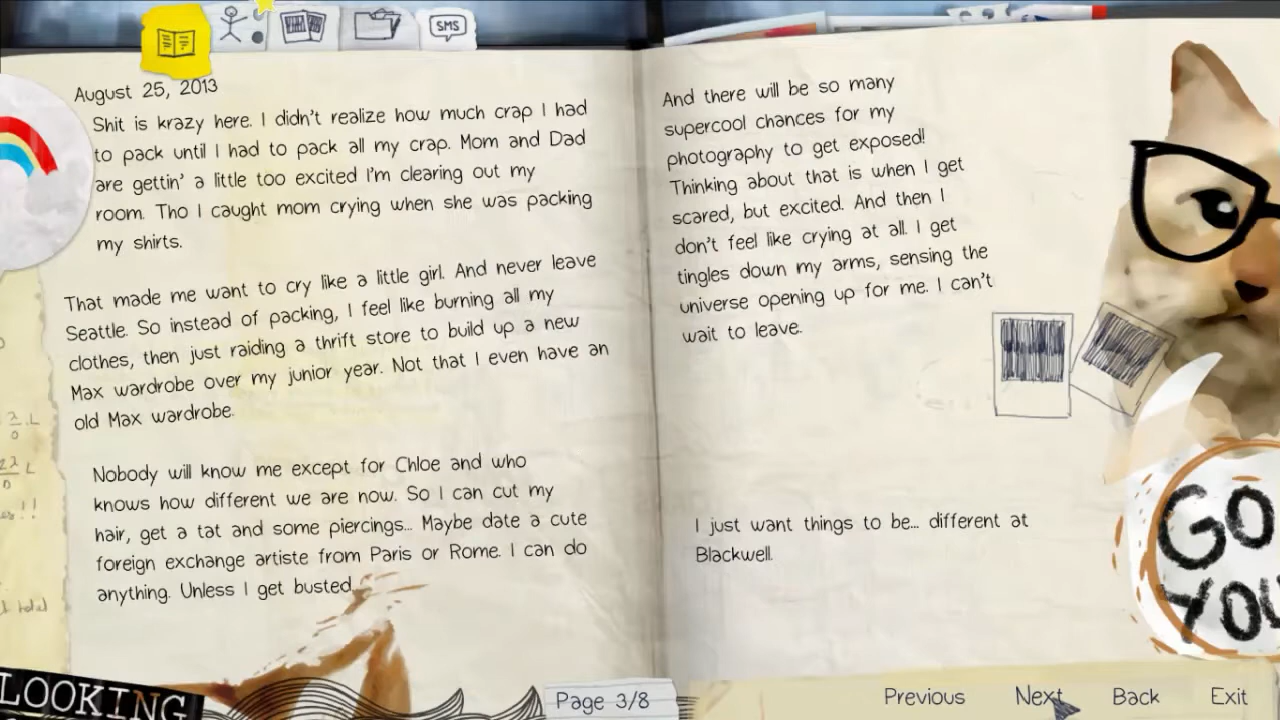 SMS
August 25, 2013
Shit is krazy here. I didn't realize how much crap I had
to pack until I had to pack all my crap. Mom and Dad
are gettin' a little too excited I'm clearing out my
room. Tho I caught mom crying when she was packing
my shirts.
That made me want to cry like a little girl. And never leave
Seattle. So instead of packing, I feel like burning all my
clothes, then just raiding a thrift store to build up a new
Max wardrobe over my junior year. Not that I even have an
old Max wardrobe.
Nobody will know me except for Chloe and who
knows how different we are now. So I can cut my
hair, get a tat and some piercings... Maybe date a cute
foreign exchange artiste from Paris or Rome. I can do
anything. Unless I get busted.
LOOKING
And there will be so many
supercool chances for my
photography to get exposed!
Thinking about that is when I get
scared, but excited. And then I
don't feel like crying at all. I get
tingles down my arms, sensing the
universe opening up for me. I can't
wait to leave.
I just want things to be... different at
Blackwell.
GO
YOU
Page 3/8
Previous Next Back Exit